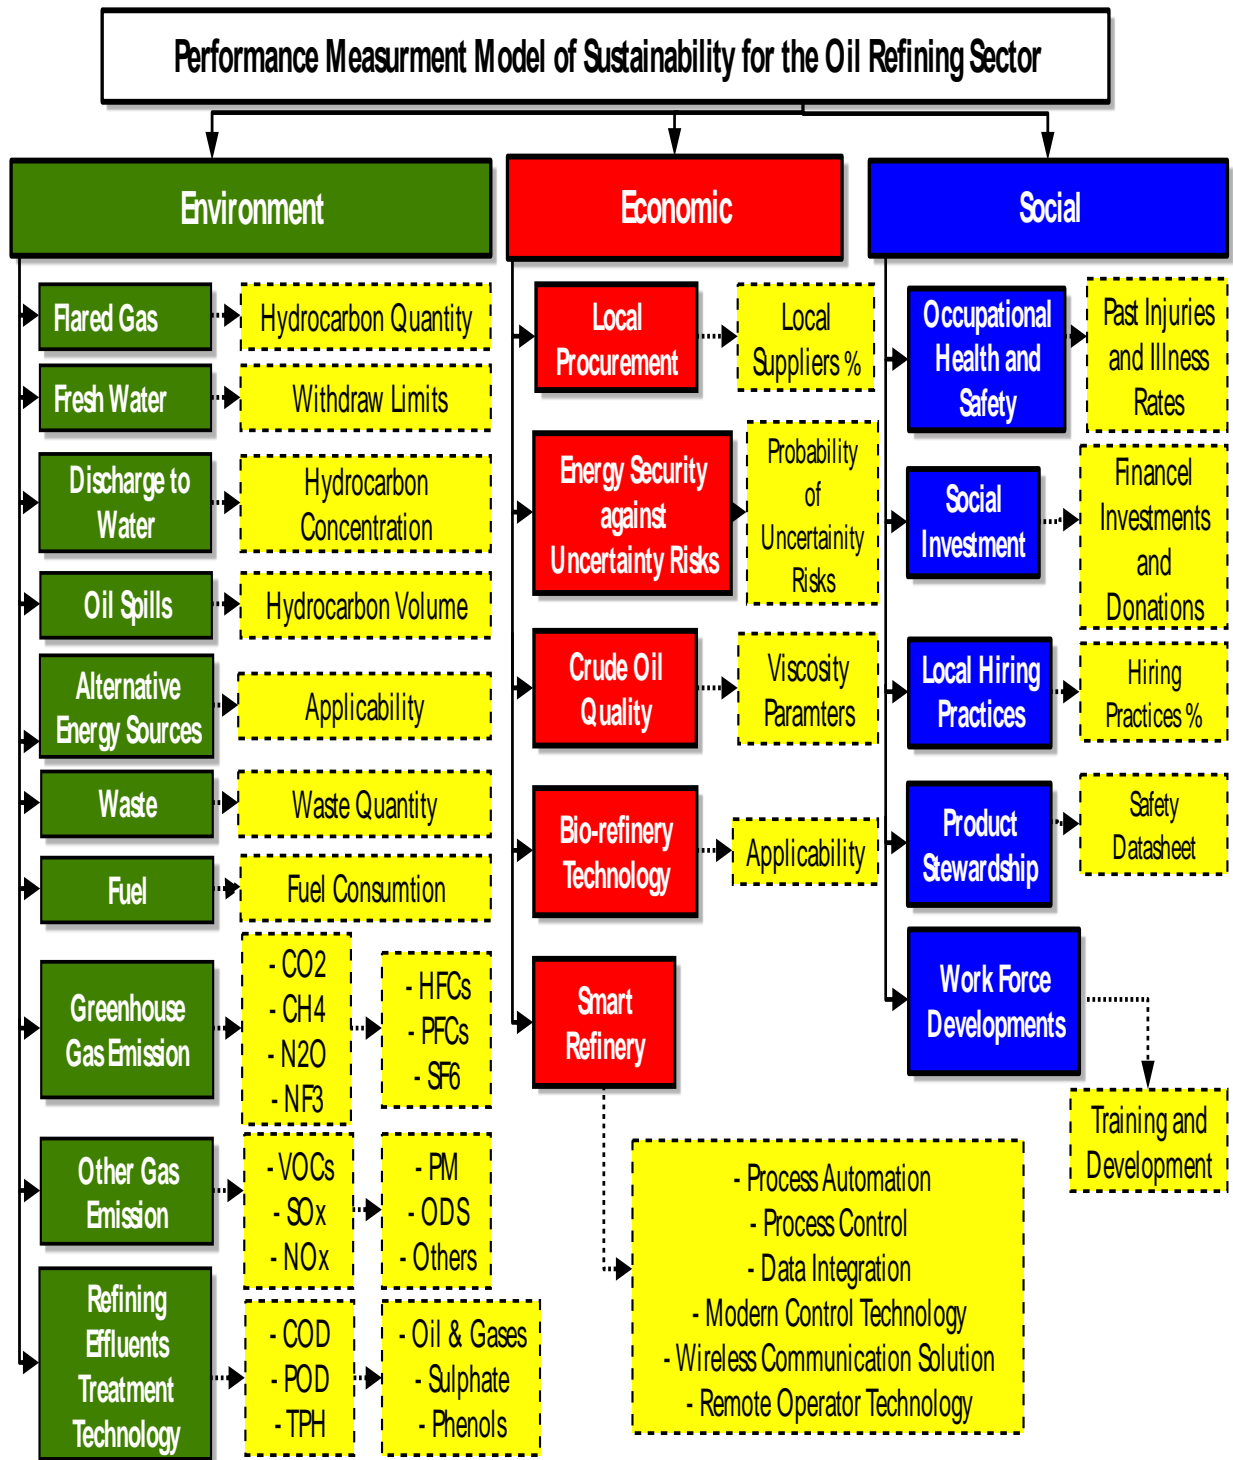 Performance Measurment Model of Sustainability for the Oil Refining Sector
Environment
Flared Gas
Hydrocarbon Quantity
Fresh Water
Withdraw Limits
Discharge to
Water
Hydrocarbon
Concentration
Oil Spills
Hydrocarbon Volume
Alternative
Energy Sources
Applicability
Waste
Waste Quantity
Fuel
Fuel Consumtion
Greenhouse
Gas Emission
- CO2
- CH4
- N2O
- NF3
- HFCs
- PFCs
- SF6
Other Gas
Emission
- VOCs
- SOx
- NOx
- PM
- ODS
- Others
Refining
Effluents
Treatment
Technology
- COD
- POD
- TPH
- Oil & Gases
- Sulphate
- Phenols
Economic
Local
Procurement
Local
Suppliers %
Energy Security
against
Uncertainty Risks
Probability
of
Uncertainity
Risks
Crude Oil
Quality
Viscosity
Paramters
Bio-refinery
Technology
Applicability
Smart
Refinery
- Process Automation
- Process Control
- Data Integration
- Modern Control Technology
- Wireless Communication Solution
- Remote Operator Technology
Social
Occupational
Health and
Safety
Past Injuries
and Illness
Rates
Social
Investment
Financel
Investments
and
Donations
Local Hiring
Practices
Hiring
Practices %
Product
Stewardship
Safety
Datasheet
Work Force
Developments
Training and
Development